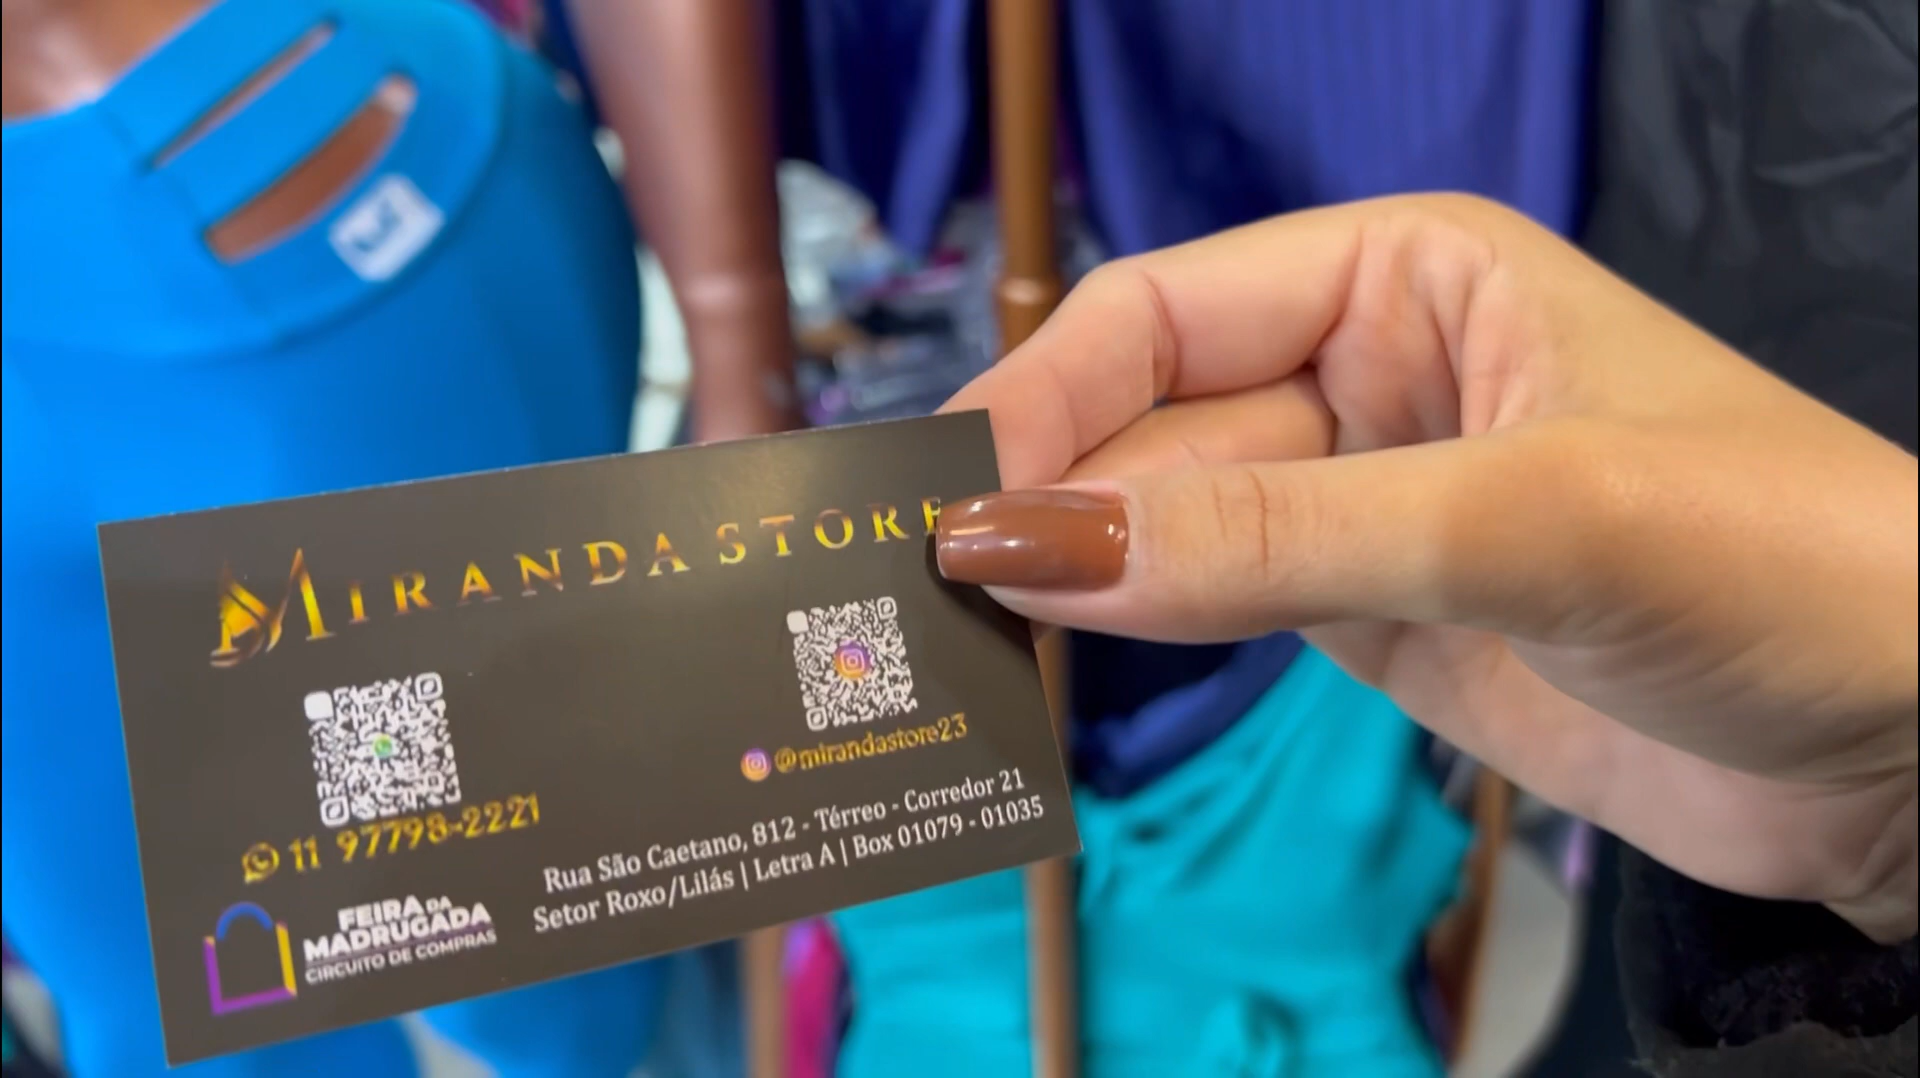 MIRANDA STORE
11 97798-2221
@mirandastore23
Rua São Caetano, 812 - Térreo - Corredor 21
Setor Roxo/Lilás | Letra A | Box 01079 - 01035
FEIRA DA
MADRUGADA
CIRCUITO DE COMPRAS